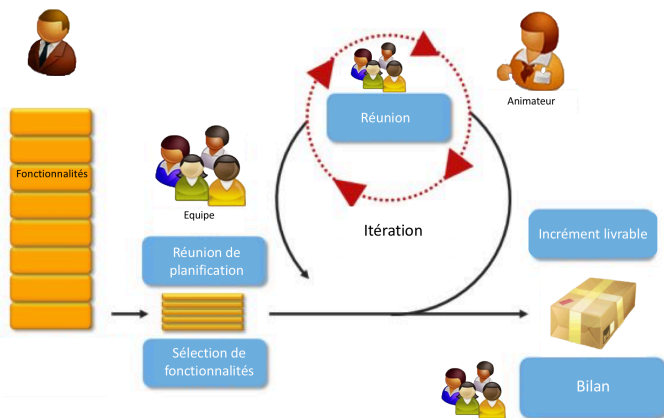 Réunion
Animateur
Fonctionnalités
Equipe
Itération
Réunion de
planification
Incrément livrable
Sélection de
fonctionnalités
Bilan